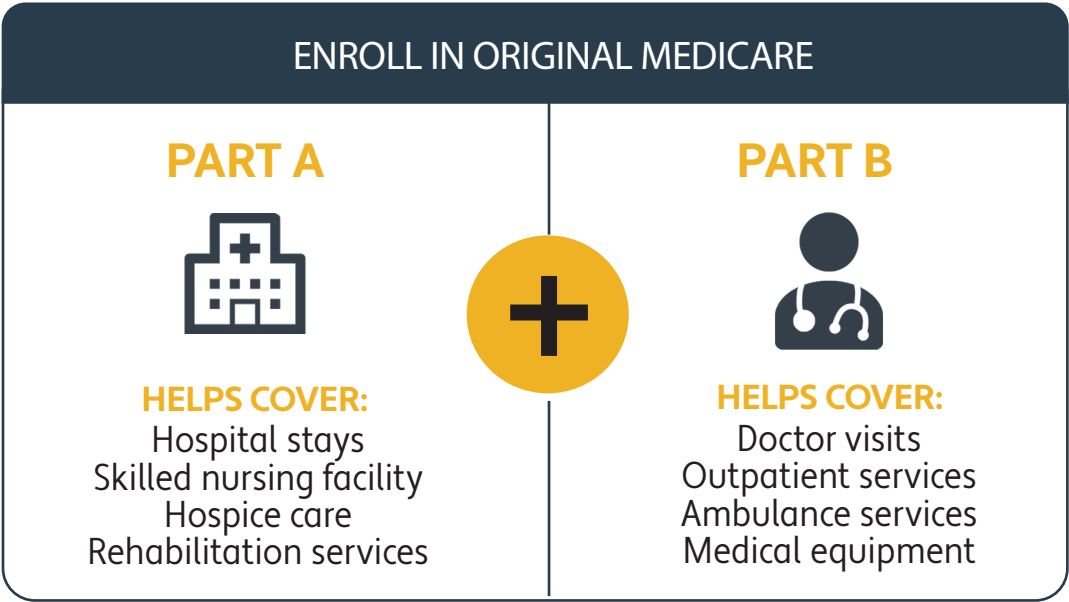 ENROLL IN ORIGINAL MEDICARE
PART A
HELPS COVER:
Hospital stays
Skilled nursing facility
Hospice care
Rehabilitation services
PART B
HELPS COVER:
Doctor visits
Outpatient services
Ambulance services
Medical equipment